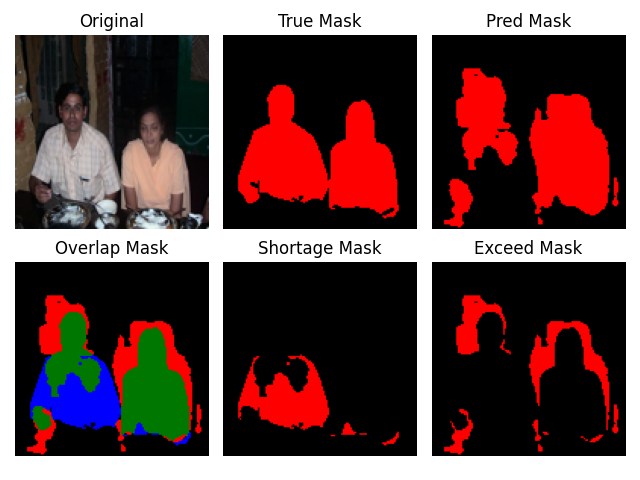 Original
True Mask
Pred Mask
Overlap Mask
Shortage Mask
Exceed Mask